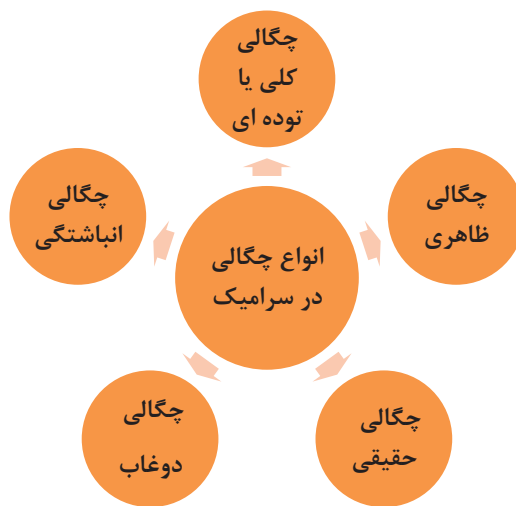 چگالی
کلی یا
توده ای
چگالی
ظاهری
چگالی
انباشتگی
انواع چگالی
در سرامیک
چگالی
حقیقی
چگالی
دوغاب